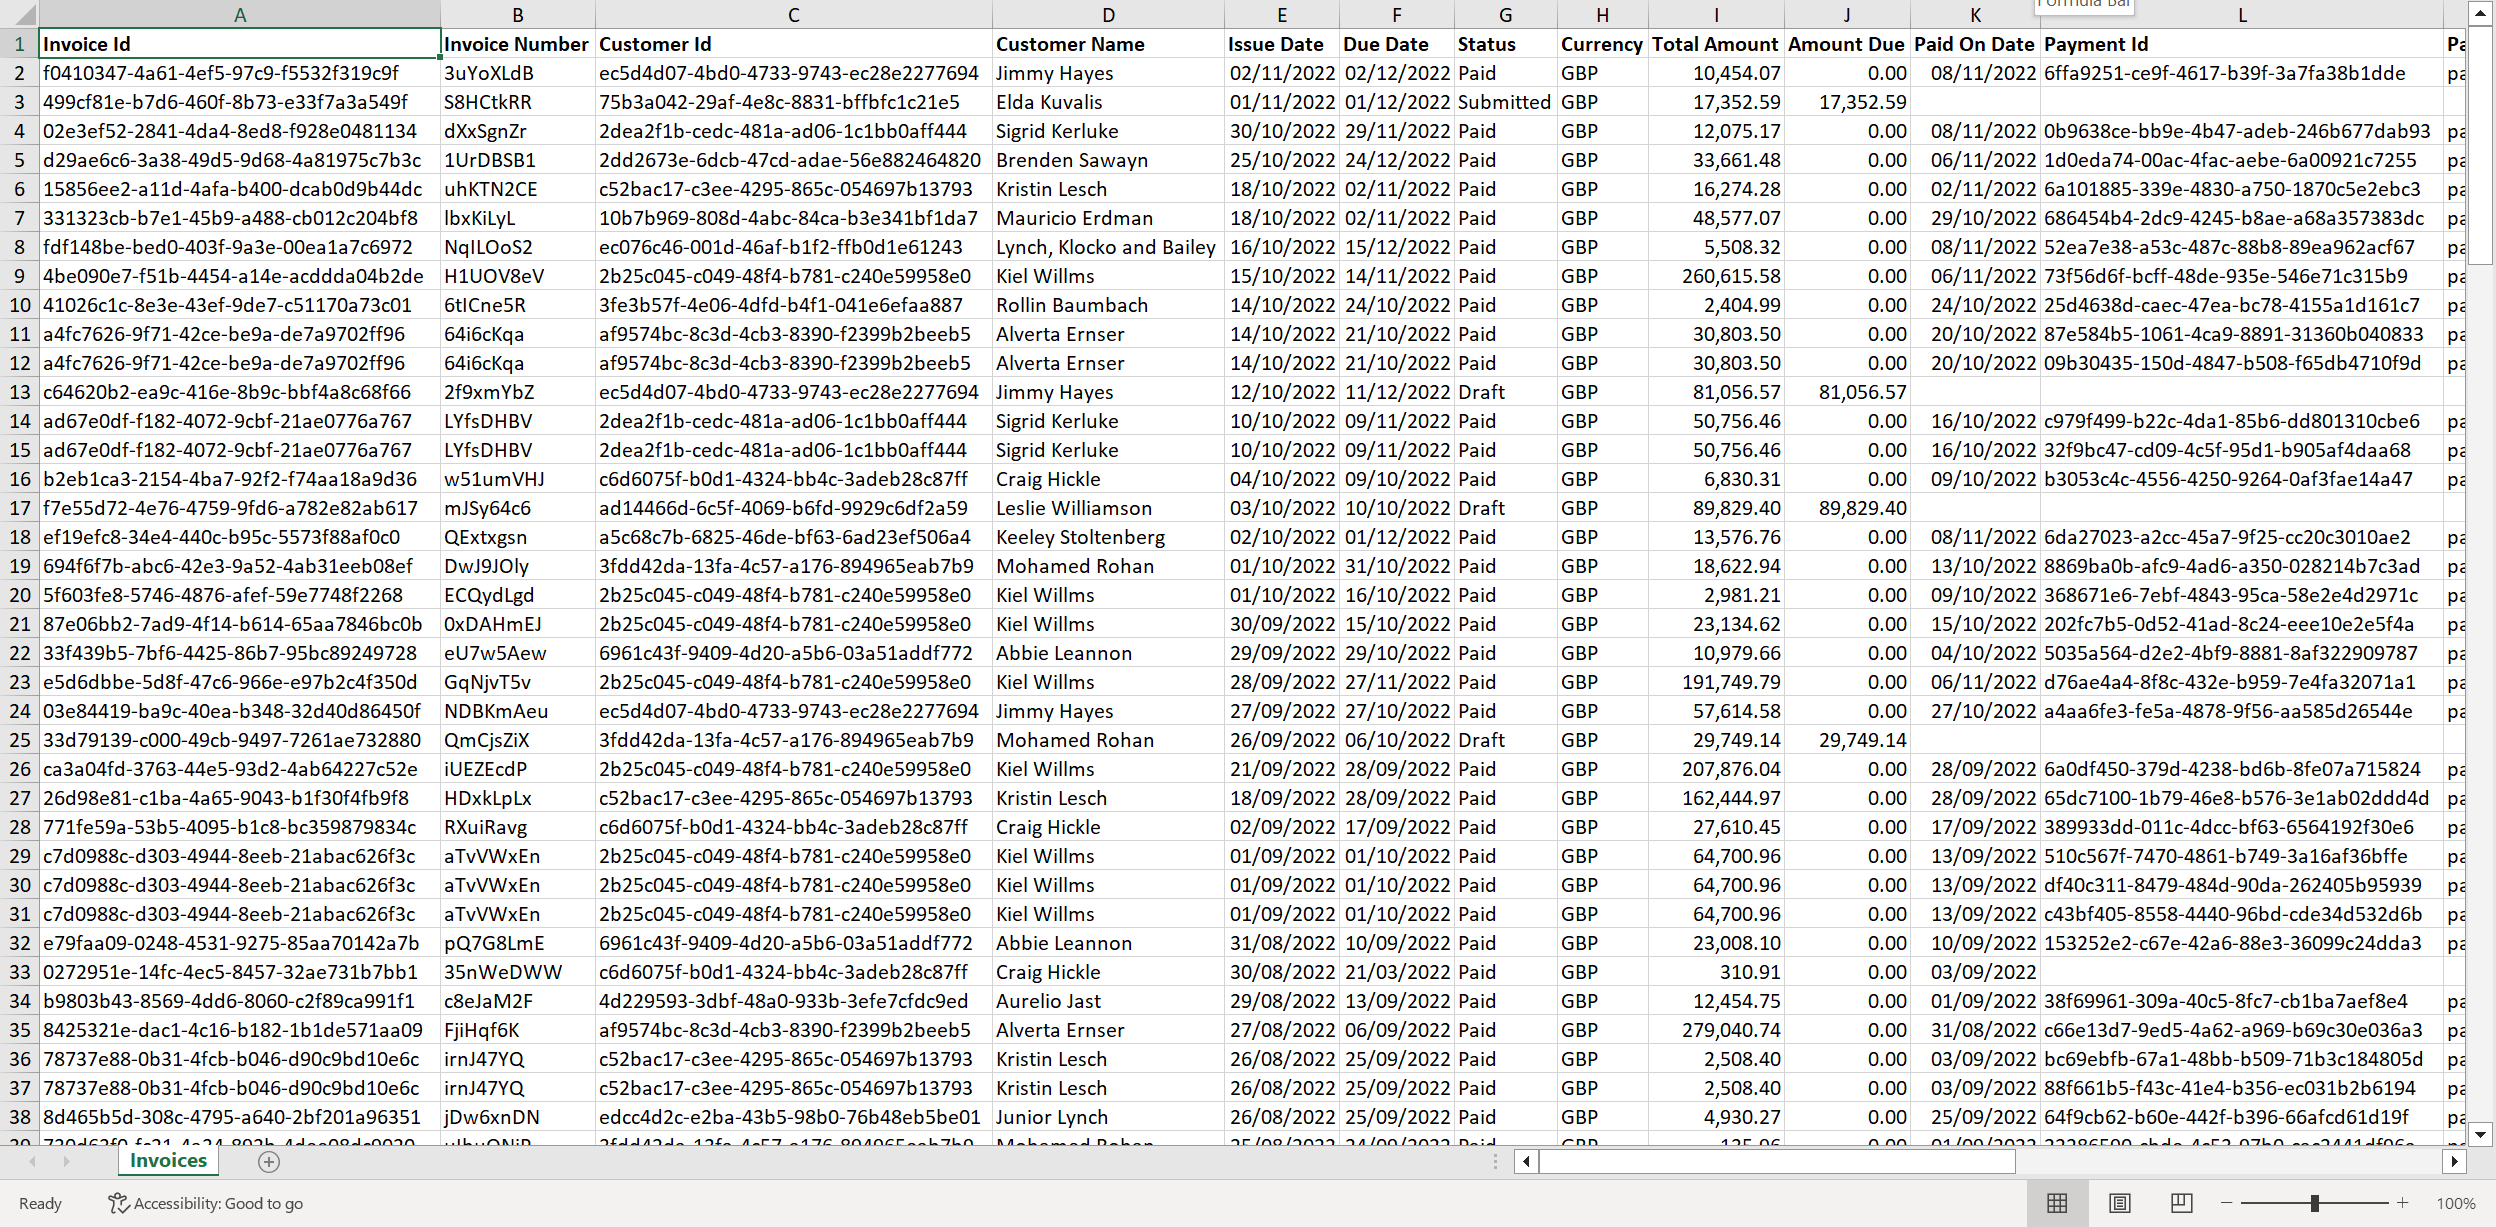 Formula Bar
A B C D E F G H I J K L
1 Invoice Id Invoice Number Customer Id Customer Name Issue Date Due Date Status Currency Total Amount Amount Due Paid On Date Payment Id Pa
2 f0410347-4a61-4ef5-97c9-f5532f319c9f 3uYoXLdB ec5d4d07-4bd0-4733-9743-ec28e2277694 Jimmy Hayes 02/11/2022 02/12/2022 Paid GBP 10,454.07 0.00 08/11/2022 6ffa9251-ce9f-4617-b39f-3a7fa38b1dde pa
3 499cf81e-b7d6-460f-8b73-e33f7a3a549f S8HCtkRR 75b3a042-29af-4e8c-8831-bffbfc1c21e5 Elda Kuvalis 01/11/2022 01/12/2022 Submitted GBP 17,352.59 17,352.59
4 02e3ef52-2841-4da4-8ed8-f928e0481134 dXxSgnZr 2dea2f1b-cedc-481a-ad06-1c1bb0aff444 Sigrid Kerluke 30/10/2022 29/11/2022 Paid GBP 12,075.17 0.00 08/11/2022 0b9638ce-bb9e-4b47-adeb-246b677dab93 pa
5 d29ae6c6-3a38-49d5-9d68-4a81975c7b3c 1UrDBSB1 2dd2673e-6dcb-47cd-adae-56e882464820 Brenden Sawayn 25/10/2022 24/12/2022 Paid GBP 33,661.48 0.00 06/11/2022 1d0eda74-00ac-4fac-aebe-6a00921c7255 pa
6 15856ee2-a11d-4afa-b400-dcab0d9b44dc uhKTN2CE c52bac17-c3ee-4295-865c-054697b13793 Kristin Lesch 18/10/2022 02/11/2022 Paid GBP 16,274.28 0.00 02/11/2022 6a101885-339e-4830-a750-1870c5e2ebc3 pa
7 331323cb-b7e1-45b9-a488-cb012c204bf8 lbxKiLyL 10b7b969-808d-4abc-84ca-b3e341bf1da7 Mauricio Erdman 18/10/2022 02/11/2022 Paid GBP 48,577.07 0.00 29/10/2022 686454b4-2dc9-4245-b8ae-a68a357383dc pa
8 fdf148be-bed0-403f-9a3e-00ea1a7c6972 NqILOoS2 ec076c46-001d-46af-b1f2-ffb0d1e61243 Lynch, Klocko and Bailey 16/10/2022 15/12/2022 Paid GBP 5,508.32 0.00 08/11/2022 52ea7e38-a53c-487c-88b8-89ea962acf67 pa
9 4be090e7-f51b-4454-a14e-acddda04b2de H1UOV8eV 2b25c045-c049-48f4-b781-c240e59958e0 Kiel Willms 15/10/2022 14/11/2022 Paid GBP 260,615.58 0.00 06/11/2022 73f56d6f-bcff-48de-935e-546e71c315b9 pa
10 41026c1c-8e3e-43ef-9de7-c51170a73c01 6tICne5R 3fe3b57f-4e06-4dfd-b4f1-041e6efaa887 Rollin Baumbach 14/10/2022 24/10/2022 Paid GBP 2,404.99 0.00 24/10/2022 25d4638d-caec-47ea-bc78-4155a1d161c7 pa
11 a4fc7626-9f71-42ce-be9a-de7a9702ff96 64i6cKqa af9574bc-8c3d-4cb3-8390-f2399b2beeb5 Alverta Ernser 14/10/2022 21/10/2022 Paid GBP 30,803.50 0.00 20/10/2022 87e584b5-1061-4ca9-8891-31360b040833 pa
12 a4fc7626-9f71-42ce-be9a-de7a9702ff96 64i6cKqa af9574bc-8c3d-4cb3-8390-f2399b2beeb5 Alverta Ernser 14/10/2022 21/10/2022 Paid GBP 30,803.50 0.00 20/10/2022 09b30435-150d-4847-b508-f65db4710f9d pa
13 c64620b2-ea9c-416e-8b9c-bbf4a8c68f66 2f9xmYbZ ec5d4d07-4bd0-4733-9743-ec28e2277694 Jimmy Hayes 12/10/2022 11/12/2022 Draft GBP 81,056.57 81,056.57
14 ad67e0df-f182-4072-9cbf-21ae0776a767 LYfsDHBV 2dea2f1b-cedc-481a-ad06-1c1bb0aff444 Sigrid Kerluke 10/10/2022 09/11/2022 Paid GBP 50,756.46 0.00 16/10/2022 c979f499-b22c-4da1-85b6-dd801310cbe6 pa
15 ad67e0df-f182-4072-9cbf-21ae0776a767 LYfsDHBV 2dea2f1b-cedc-481a-ad06-1c1bb0aff444 Sigrid Kerluke 10/10/2022 09/11/2022 Paid GBP 50,756.46 0.00 16/10/2022 32f9bc47-cd09-4c5f-95d1-b905af4daa68 pa
16 b2eb1ca3-2154-4ba7-92f2-f74aa18a9d36 w51umVHJ c6d6075f-b0d1-4324-bb4c-3adeb28c87ff Craig Hickle 04/10/2022 09/10/2022 Paid GBP 6,830.31 0.00 09/10/2022 b3053c4c-4556-4250-9264-0af3fae14a47 pa
17 f7e55d72-4e76-4759-9fd6-a782e82ab617 mJSy64c6 ad14466d-6c5f-4069-b6fd-9929c6df2a59 Leslie Williamson 03/10/2022 10/10/2022 Draft GBP 89,829.40 89,829.40
18 ef19efc8-34e4-440c-b95c-5573f88af0c0 QExtxgsn a5c68c7b-6825-46de-bf63-6ad23ef506a4 Keeley Stoltenberg 02/10/2022 01/12/2022 Paid GBP 13,576.76 0.00 08/11/2022 6da27023-a2cc-45a7-9f25-cc20c3010ae2 pa
19 694f6f7b-abc6-42e3-9a52-4ab31eeb08ef DwJ9JOly 3fdd42da-13fa-4c57-a176-894965eab7b9 Mohamed Rohan 01/10/2022 31/10/2022 Paid GBP 18,622.94 0.00 13/10/2022 8869ba0b-afc9-4ad6-a350-028214b7c3ad pa
20 5f603fe8-5746-4876-afef-59e7748f2268 ECQydLgd 2b25c045-c049-48f4-b781-c240e59958e0 Kiel Willms 01/10/2022 16/10/2022 Paid GBP 2,981.21 0.00 09/10/2022 368671e6-7ebf-4843-95ca-58e2e4d2971c pa
21 87e06bb2-7ad9-4f14-b614-65aa7846bc0b 0xDAHmEJ 2b25c045-c049-48f4-b781-c240e59958e0 Kiel Willms 30/09/2022 15/10/2022 Paid GBP 23,134.62 0.00 15/10/2022 202fc7b5-0d52-41ad-8c24-eee10e2e5f4a pa
22 33f439b5-7bf6-4425-86b7-95bc89249728 eU7w5Aew 6961c43f-9409-4d20-a5b6-03a51addf772 Abbie Leannon 29/09/2022 29/10/2022 Paid GBP 10,979.66 0.00 04/10/2022 5035a564-d2e2-4bf9-8881-8af322909787 pa
23 e5d6dbbe-5d8f-47c6-966e-e97b2c4f350d GqNjvT5v 2b25c045-c049-48f4-b781-c240e59958e0 Kiel Willms 28/09/2022 27/11/2022 Paid GBP 191,749.79 0.00 06/11/2022 d76ae4a4-8f8c-432e-b959-7e4fa32071a1 pa
24 03e84419-ba9c-40ea-b348-32d40d86450f NDBKmAeu ec5d4d07-4bd0-4733-9743-ec28e2277694 Jimmy Hayes 27/09/2022 27/10/2022 Paid GBP 57,614.58 0.00 27/10/2022 a4aa6fe3-fe5a-4878-9f56-aa585d26544e pa
25 33d79139-c000-49cb-9497-7261ae732880 QmCjsZiX 3fdd42da-13fa-4c57-a176-894965eab7b9 Mohamed Rohan 26/09/2022 06/10/2022 Draft GBP 29,749.14 29,749.14
26 ca3a04fd-3763-44e5-93d2-4ab64227c52e iUEZEcdP 2b25c045-c049-48f4-b781-c240e59958e0 Kiel Willms 21/09/2022 28/09/2022 Paid GBP 207,876.04 0.00 28/09/2022 6a0df450-379d-4238-bd6b-8fe07a715824 pa
27 26d98e81-c1ba-4a65-9043-b1f30f4fb9f8 HDxkLpLx c52bac17-c3ee-4295-865c-054697b13793 Kristin Lesch 18/09/2022 28/09/2022 Paid GBP 162,444.97 0.00 28/09/2022 65dc7100-1b79-46e8-b576-3e1ab02ddd4d pa
28 771fe59a-53b5-4095-b1c8-bc359879834c RXuiRavg c6d6075f-b0d1-4324-bb4c-3adeb28c87ff Craig Hickle 02/09/2022 17/09/2022 Paid GBP 27,610.45 0.00 17/09/2022 389933dd-011c-4dcc-bf63-6564192f30e6 pa
29 c7d0988c-d303-4944-8eeb-21abac626f3c aTvVWxEn 2b25c045-c049-48f4-b781-c240e59958e0 Kiel Willms 01/09/2022 01/10/2022 Paid GBP 64,700.96 0.00 13/09/2022 510c567f-7470-4861-b749-3a16af36bffe pa
30 c7d0988c-d303-4944-8eeb-21abac626f3c aTvVWxEn 2b25c045-c049-48f4-b781-c240e59958e0 Kiel Willms 01/09/2022 01/10/2022 Paid GBP 64,700.96 0.00 13/09/2022 df40c311-8479-484d-90da-262405b95939 pa
31 c7d0988c-d303-4944-8eeb-21abac626f3c aTvVWxEn 2b25c045-c049-48f4-b781-c240e59958e0 Kiel Willms 01/09/2022 01/10/2022 Paid GBP 64,700.96 0.00 13/09/2022 c43bf405-8558-4440-96bd-cde34d532d6b pa
32 e79faa09-0248-4531-9275-85aa70142a7b pQ7G8LmE 6961c43f-9409-4d20-a5b6-03a51addf772 Abbie Leannon 31/08/2022 10/09/2022 Paid GBP 23,008.10 0.00 10/09/2022 153252e2-c67e-42a6-88e3-36099c24dda3 pa
33 0272951e-14fc-4ec5-8457-32ae731b7bb1 35nWeDWW c6d6075f-b0d1-4324-bb4c-3adeb28c87ff Craig Hickle 30/08/2022 21/03/2022 Paid GBP 310.91 0.00 03/09/2022
34 b9803b43-8569-4dd6-8060-c2f89ca991f1 c8eJaM2F 4d229593-3dbf-48a0-933b-3efe7cfdc9ed Aurelio Jast 29/08/2022 13/09/2022 Paid GBP 12,454.75 0.00 01/09/2022 38f69961-309a-40c5-8fc7-cb1ba7aef8e4 pa
35 8425321e-dac1-4c16-b182-1b1de571aa09 FjiHqf6K af9574bc-8c3d-4cb3-8390-f2399b2beeb5 Alverta Ernser 27/08/2022 06/09/2022 Paid GBP 279,040.74 0.00 31/08/2022 c66e13d7-9ed5-4a62-a969-b69c30e036a3 pa
36 78737e88-0b31-4fcb-b046-d90c9bd10e6c irnJ47YQ c52bac17-c3ee-4295-865c-054697b13793 Kristin Lesch 26/08/2022 25/09/2022 Paid GBP 2,508.40 0.00 03/09/2022 bc69ebfb-67a1-48bb-b509-71b3c184805d pa
37 78737e88-0b31-4fcb-b046-d90c9bd10e6c irnJ47YQ c52bac17-c3ee-4295-865c-054697b13793 Kristin Lesch 26/08/2022 25/09/2022 Paid GBP 2,508.40 0.00 03/09/2022 88f661b5-f43c-41e4-b356-ec031b2b6194 pa
38 8d465b5d-308c-4795-a640-2bf201a96351 jDw6xnDN edcc4d2c-e2ba-43b5-98b0-76b48eb5be01 Junior Lynch 26/08/2022 25/09/2022 Paid GBP 4,930.27 0.00 25/09/2022 64f9cb62-b60e-442f-b396-66afcd61d19f pa
39 3fdd42da-13fa-4c57-a176-894965eab7b9 Mohamed Rohan 25/08/2022 24/09/2022 Paid GBP 0.00 01/09/2022
Invoices
Ready Accessibility: Good to go 100%